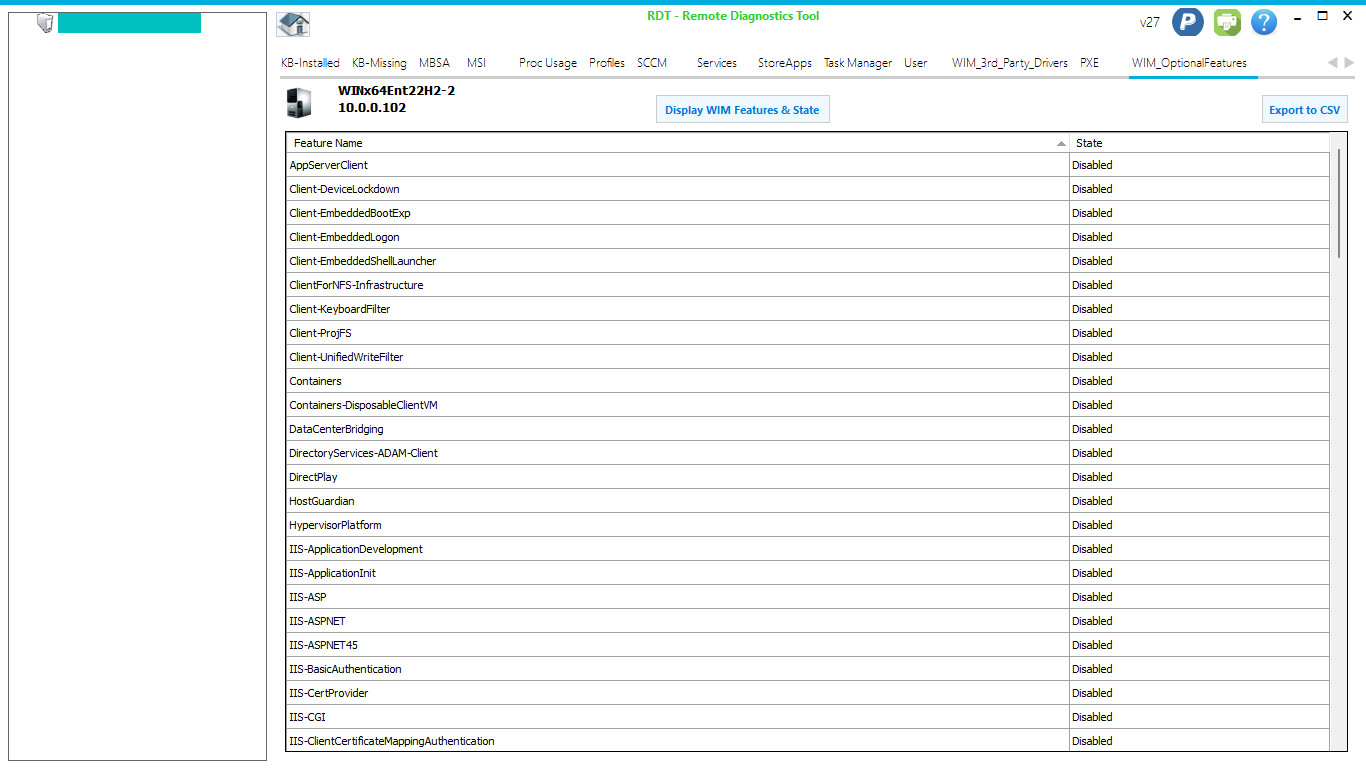 RDT - Remote Diagnostics Tool
v27
P
?
KB-Installed KB-Missing MBSA MSI Proc Usage Profiles SCCM Services StoreApps Task Manager User WIM_3rd_Party_Drivers PXE WIM_OptionalFeatures
WINx64Ent22H2-2
10.0.0.102
Display WIM Features & State
Export to CSV
Feature Name State
AppServerClient Disabled
Client-DeviceLockdown Disabled
Client-EmbeddedBootExp Disabled
Client-EmbeddedLogon Disabled
Client-EmbeddedShellLauncher Disabled
ClientForNFS-Infrastructure Disabled
Client-KeyboardFilter Disabled
Client-ProjFS Disabled
Client-UnifiedWriteFilter Disabled
Containers Disabled
Containers-DisposableClientVM Disabled
DataCenterBridging Disabled
DirectoryServices-ADAM-Client Disabled
DirectPlay Disabled
HostGuardian Disabled
HypervisorPlatform Disabled
IIS-ApplicationDevelopment Disabled
IIS-ApplicationInit Disabled
IIS-ASP Disabled
IIS-ASPNET Disabled
IIS-ASPNET45 Disabled
IIS-BasicAuthentication Disabled
IIS-CertProvider Disabled
IIS-CGI Disabled
IIS-ClientCertificateMappingAuthentication Disabled